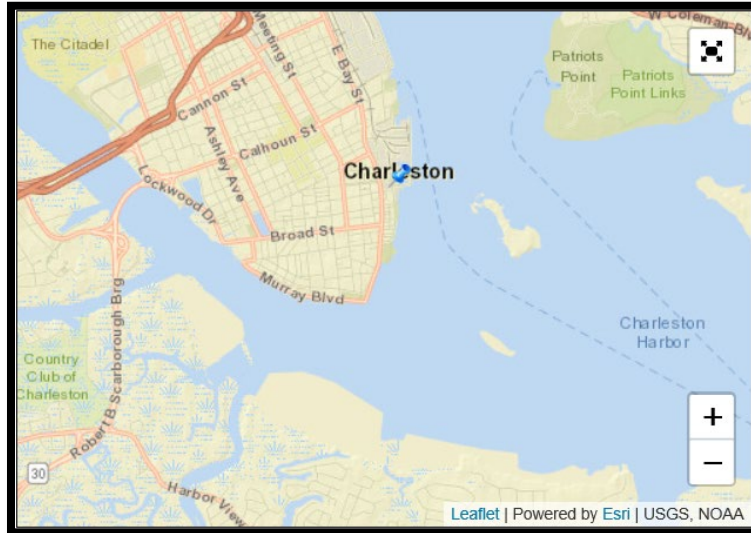 The Citadel
Meeting St
E Bay St
W Coleman Blv
Patriots
Point
Patriots
Point Links
Cannon St
Ashley Ave
Calhoun St
Charleston
Lockwood Dr
Broad St
Murray Blvd
Charleston
Harbor
Country
Club of
Charleston
Robert B Scarborough Brg
30
Harbor View
+
−
Leaflet | Powered by Esri | USGS, NOAA